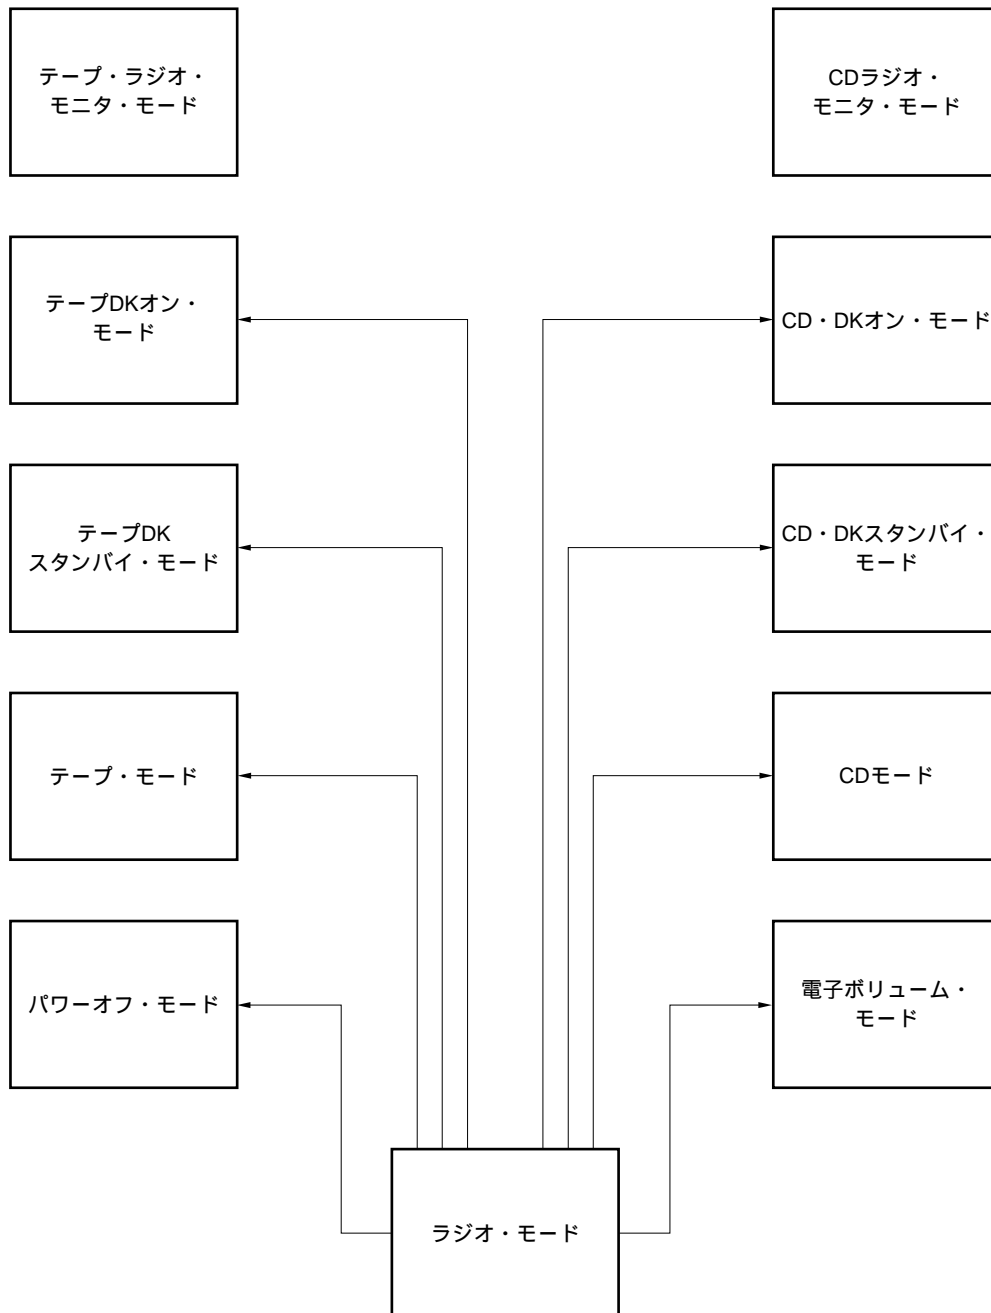 テープ・ラジオ・
モニタ・モード
CDラジオ・
モニタ・モード
テープDKオン・
モード
CD・DKオン・モード
テープDK
スタンバイ・モード
CD・DKスタンバイ・
モード
テープ・モード
CDモード
パワーオフ・モード
電子ボリューム・
モード
ラジオ・モード